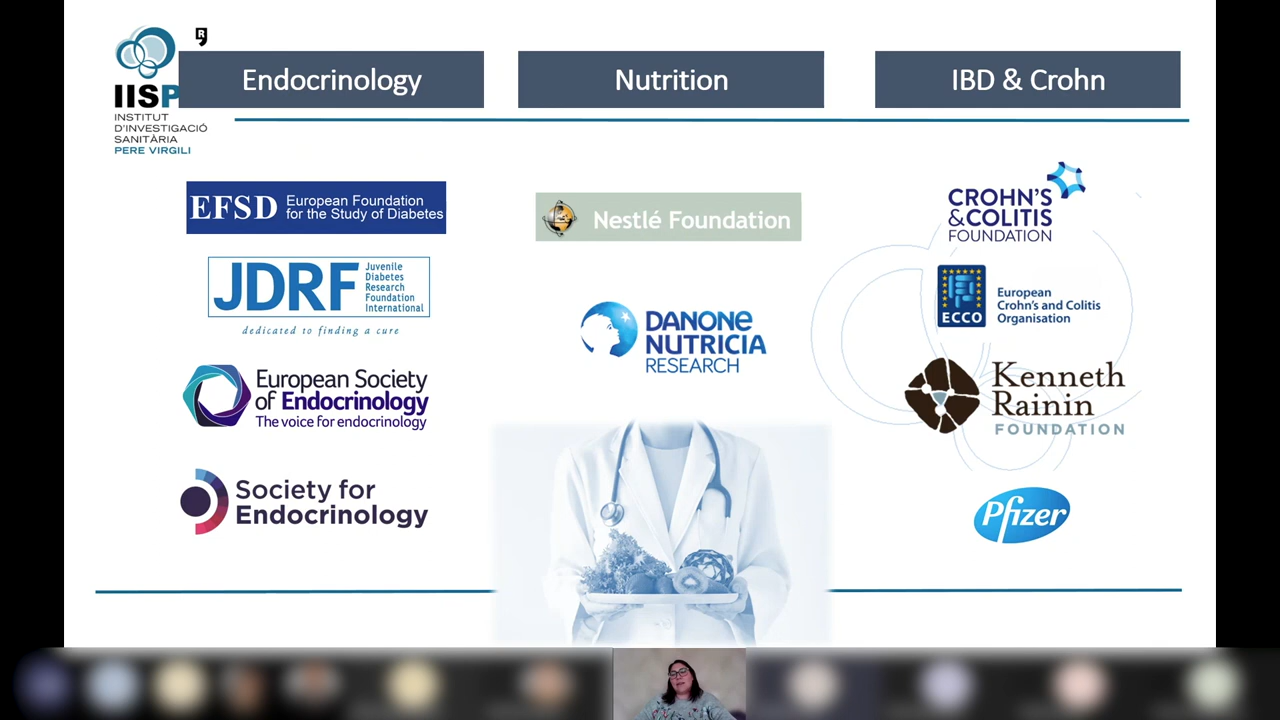 R
IISP
INSTITUT
D'INVESTIGACIÓ
SANITÀRIA
PERE VIRGILI
Endocrinology
Nutrition
IBD & Crohn
EFSD
European Foundation
for the Study of Diabetes
JDRF
Juvenile
Diabetes
Research
Foundation
International
dedicated to finding a cure
European Society
of Endocrinology
The voice for endocrinology
Society for
Endocrinology
Nestlé Foundation
DANONE
NUTRICIA
RESEARCH
CROHN'S
&COLITIS
FOUNDATION
ECCO
European
Crohn's and Colitis
Organisation
Kenneth
Rainin
FOUNDATION
Pfizer